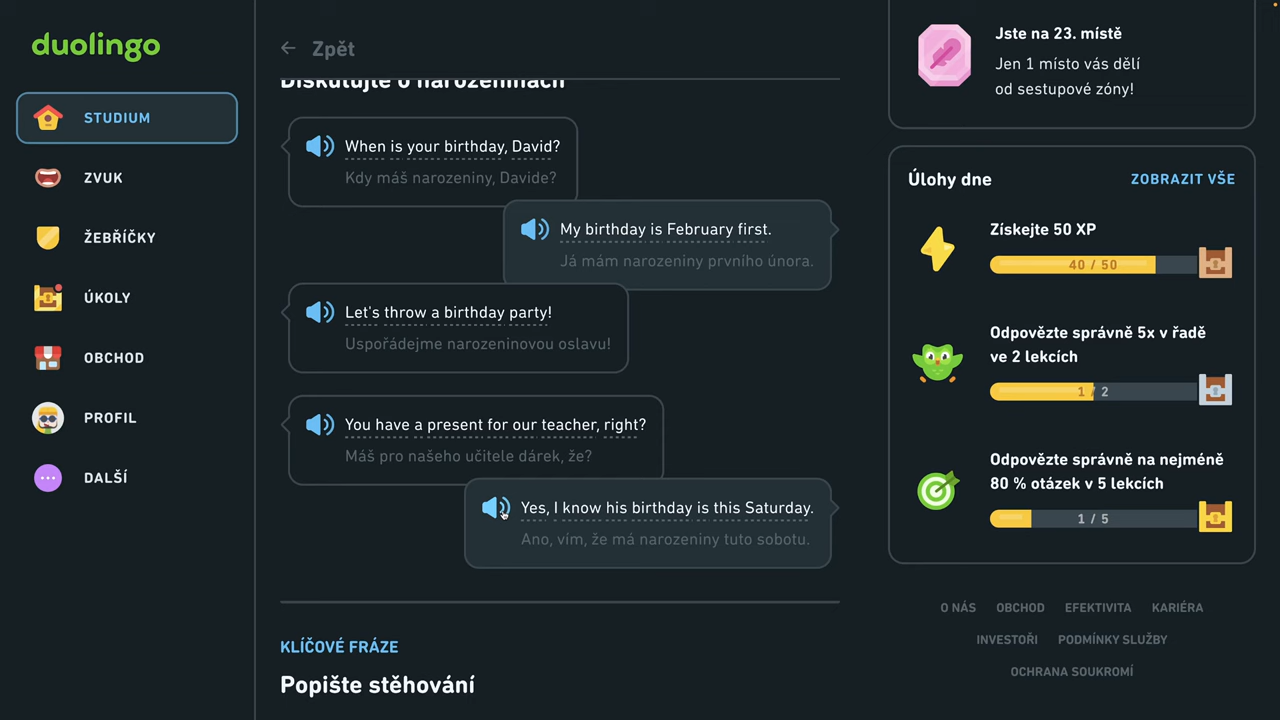 duolingo
STUDIUM
ZVUK
ŽEBŘÍČKY
ÚKOLY
OBCHOD
PROFIL
DALŠÍ
Zpět
Diskutujte o narozeninách
When is your birthday, David?
Kdy máš narozeniny, Davide?
My birthday is February first.
Já mám narozeniny prvního února.
Let's throw a birthday party!
Uspořádejme narozeninovou oslavu!
You have a present for our teacher, right?
Máš pro našeho učitele dárek, že?
Yes, I know his birthday is this Saturday.
Ano, vím, že má narozeniny tuto sobotu.
KLÍČOVÉ FRÁZE
Popište stěhování
Jste na 23. místě
Jen 1 místo vás dělí
od sestupové zóny!
Úlohy dne
ZOBRAZIT VŠE
Získejte 50 XP
40 / 50
Odpovězte správně 5x v řadě
ve 2 lekcích
1 / 2
Odpovězte správně na nejméně
80 % otázek v 5 lekcích
1 / 5
O NÁS
OBCHOD
EFEKTIVITA
KARIÉRA
INVESTOŘI
PODMÍNKY SLUŽBY
OCHRANA SOUKROMÍ